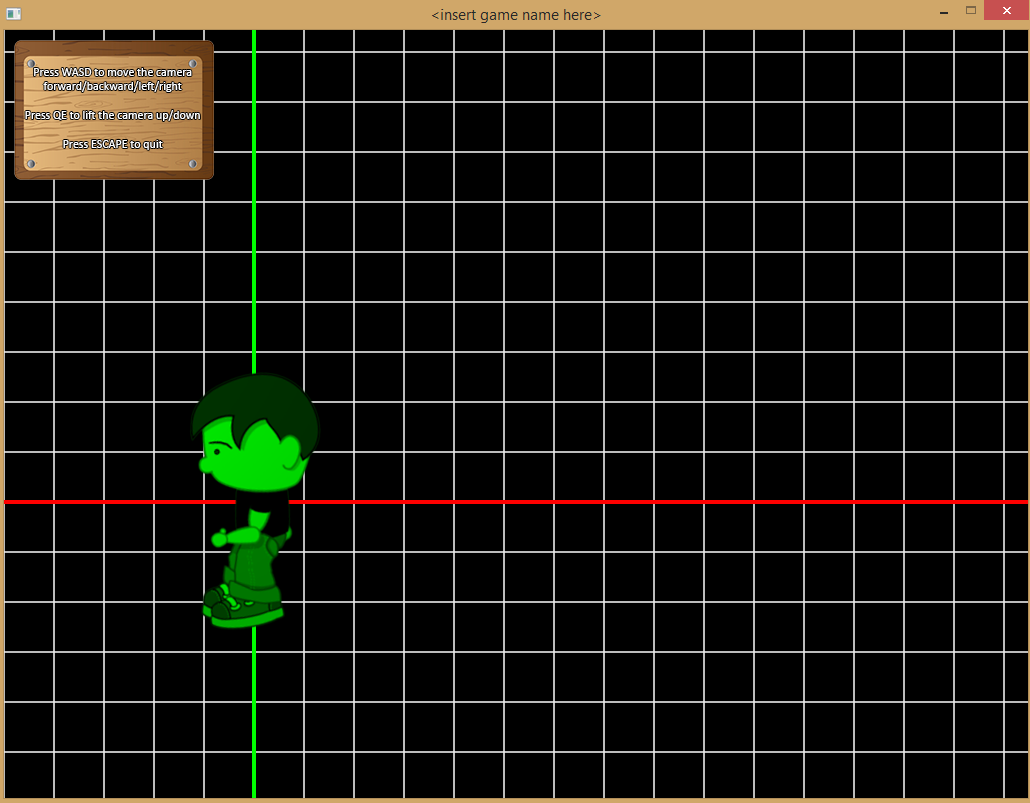 <insert game name here>
Press WASD to move the camera
forward/backward/left/right
Press QE to lift the camera up/down
Press ESCAPE to quit